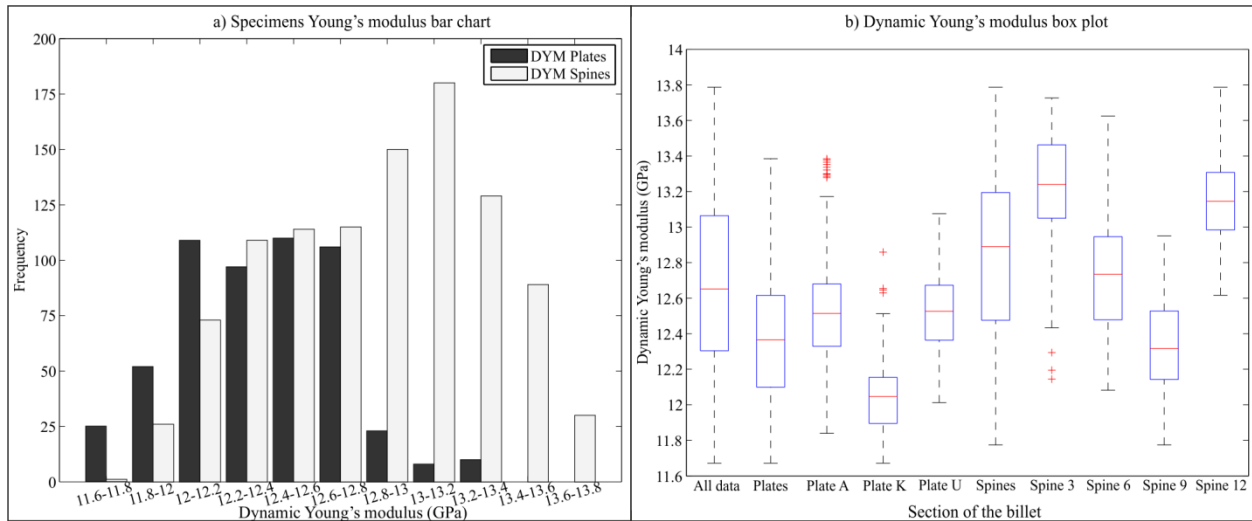 a) Specimens Young's modulus bar chart
200
175
150
125
100
75
50
25
0
Frequency
DYM Plates
DYM Spines
11.6-11.8
11.8-12
12-12.2
12.2-12.4
12.4-12.6
12.6-12.8
12.8-13
13-13.2
13.2-13.4
13.4-13.6
13.6-13.8
Dynamic Young's modulus (GPa)
b) Dynamic Young's modulus box plot
14
13.8
13.6
13.4
13.2
13
12.8
12.6
12.4
12.2
12
11.8
11.6
Dynamic Young's modulus (GPa)
All data
Plates
Plate A
Plate K
Plate U
Spines
Spine 3
Spine 6
Spine 9
Spine 12
Section of the billet